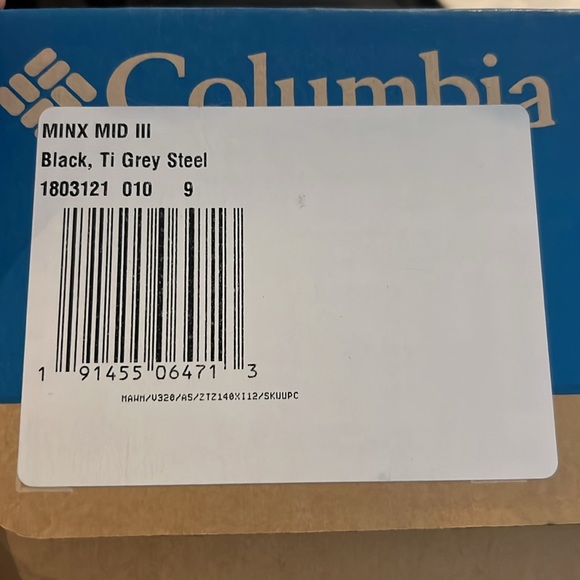 Columbia
MINX MID III
Black, Ti Grey Steel
1803121 010 9
1 91455 06471 3
MAWM/V320/A5/ZTZ140XI12/SKUUPC